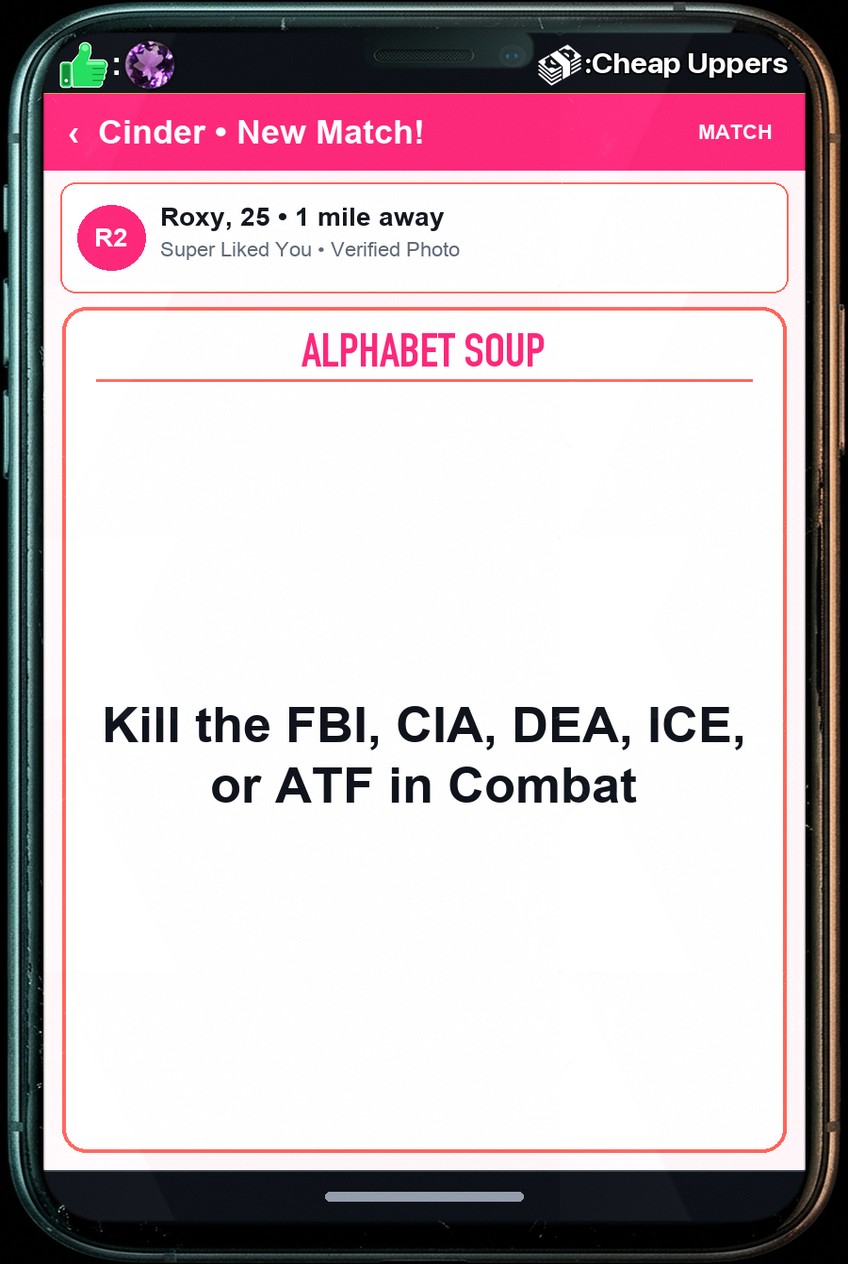 : :Cheap Uppers
‹ Cinder • New Match! MATCH
R2 Roxy, 25 • 1 mile away
Super Liked You • Verified Photo
ALPHABET SOUP
Kill the FBI, CIA, DEA, ICE,
or ATF in Combat